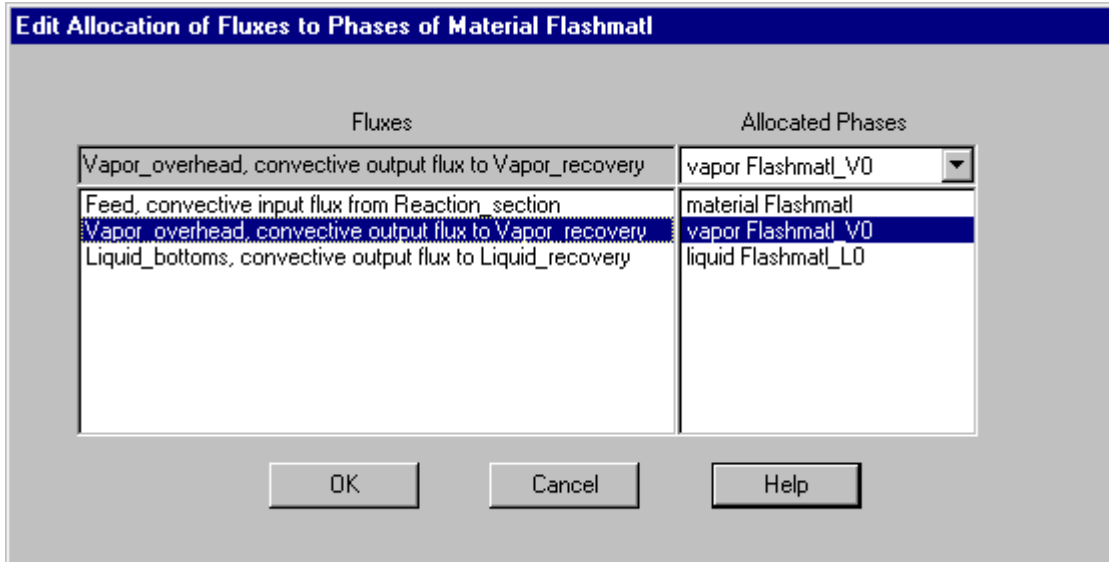 Edit Allocation of Fluxes to Phases of Material Flashmatl
Fluxes Allocated Phases
Vapor_overhead, convective output flux to Vapor_recovery vapor Flashmatl_V0
Feed, convective input flux from Reaction_section material Flashmatl
Vapor_overhead, convective output flux to Vapor_recovery vapor Flashmatl_V0
Liquid_bottoms, convective output flux to Liquid_recovery liquid Flashmatl_L0
OK Cancel Help